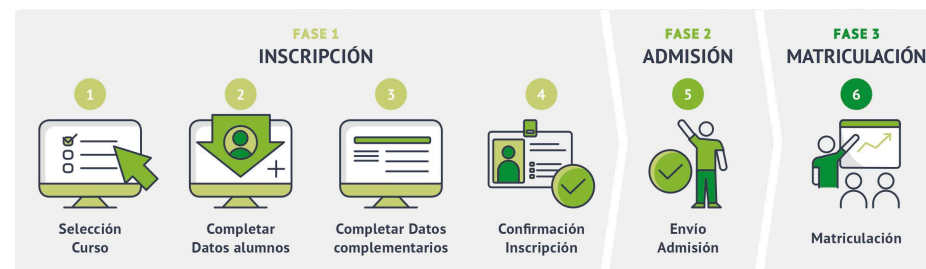 FASE 1
INSCRIPCIÓN
1
2
3
4
Selección
Curso
Completar
Datos alumnos
Completar Datos
complementarios
Confirmación
Inscripción
FASE 2
ADMISIÓN
5
Envío
Admisión
FASE 3
MATRICULACIÓN
6
Matriculación